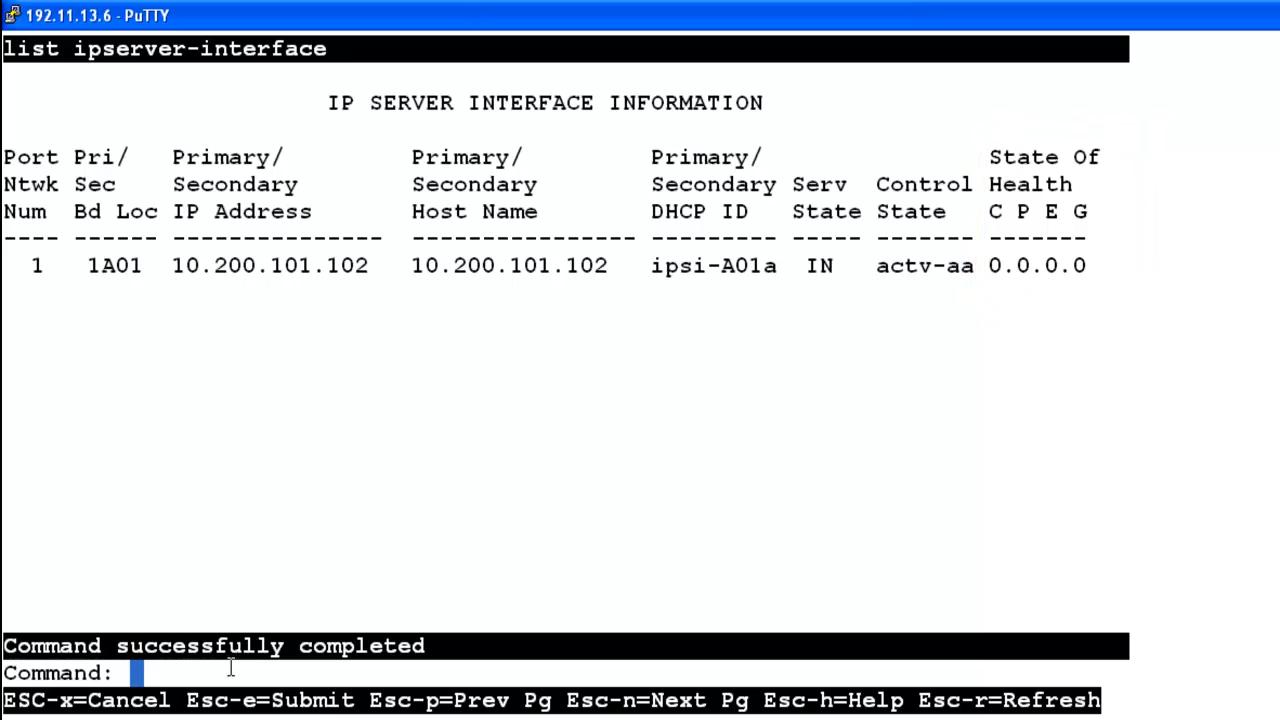 192.11.13.6 - PuTTY
list ipserver-interface
IP SERVER INTERFACE INFORMATION
Port Pri/ Primary/ Primary/ Primary/ State Of
Ntwk Sec Secondary Secondary Secondary Serv Control Health
Num Bd Loc IP Address Host Name DHCP ID State State C P E G
---- ------ --------------- ---------------- --------- ----- ------- -------
1 1A01 10.200.101.102 10.200.101.102 ipsi-A01a IN actv-aa 0.0.0.0
Command successfully completed
Command:
ESC-x=Cancel Esc-e=Submit Esc-p=Prev Pg Esc-n=Next Pg Esc-h=Help Esc-r=Refresh